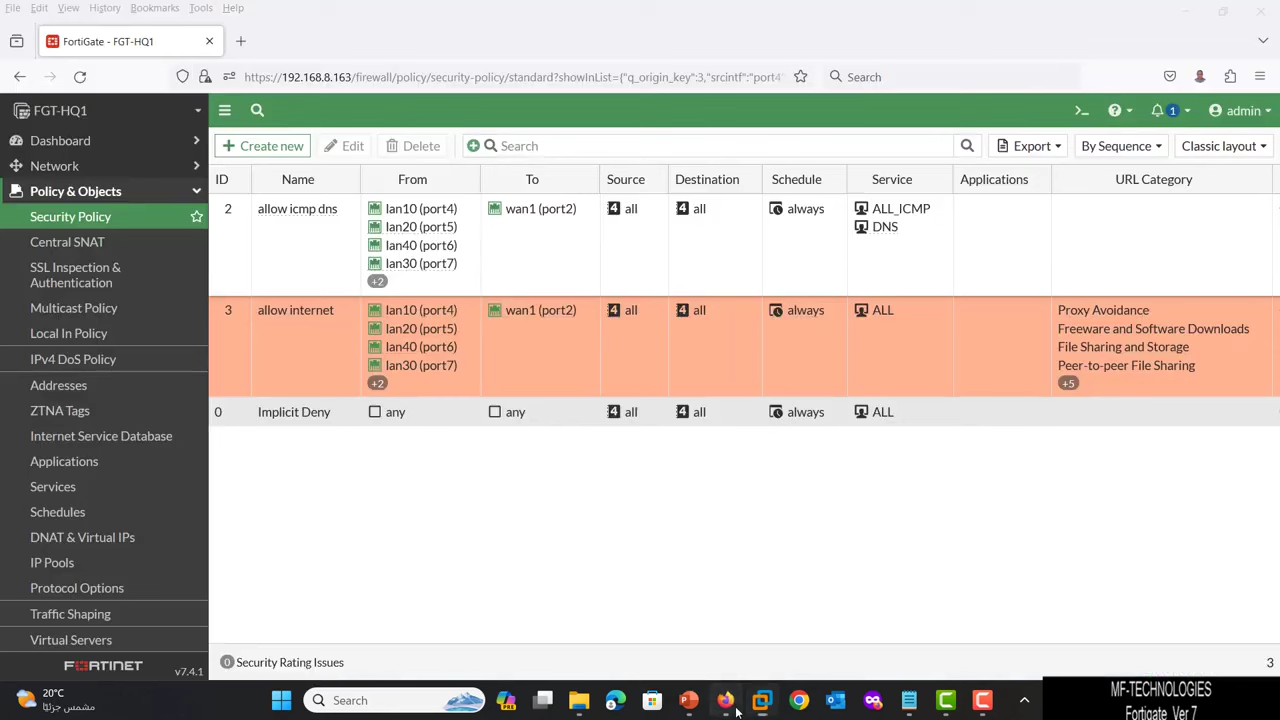 File Edit View History Bookmarks Tools Help
FortiGate - FGT-HQ1
https://192.168.8.163/firewall/policy/security-policy/standard?showInList={"q_origin_key":3,"srcintf":"port4"
Search
FGT-HQ1
1
admin
Dashboard
Network
Policy & Objects
Security Policy
Central SNAT
SSL Inspection &
Authentication
Multicast Policy
Local In Policy
IPv4 DoS Policy
Addresses
ZTNA Tags
Internet Service Database
Applications
Services
Schedules
DNAT & Virtual IPs
IP Pools
Protocol Options
Traffic Shaping
Virtual Servers
FORTINET v7.4.1
Create new Edit Delete Search Export By Sequence Classic layout
ID Name From To Source Destination Schedule Service Applications URL Category
2 allow icmp dns lan10 (port4) wan1 (port2) 4 all 4 all always ALL_ICMP
lan20 (port5) DNS
lan40 (port6)
lan30 (port7)
+2
3 allow internet lan10 (port4) wan1 (port2) 4 all 4 all always ALL Proxy Avoidance
lan20 (port5) Freeware and Software Downloads
lan40 (port6) File Sharing and Storage
lan30 (port7) Peer-to-peer File Sharing
+2 +5
0 Implicit Deny any any 4 all 4 all always ALL
0 Security Rating Issues 3
20°C
مشمس جزئيًا
Search
MF-TECHNOLOGIES
Fortigate Ver 7